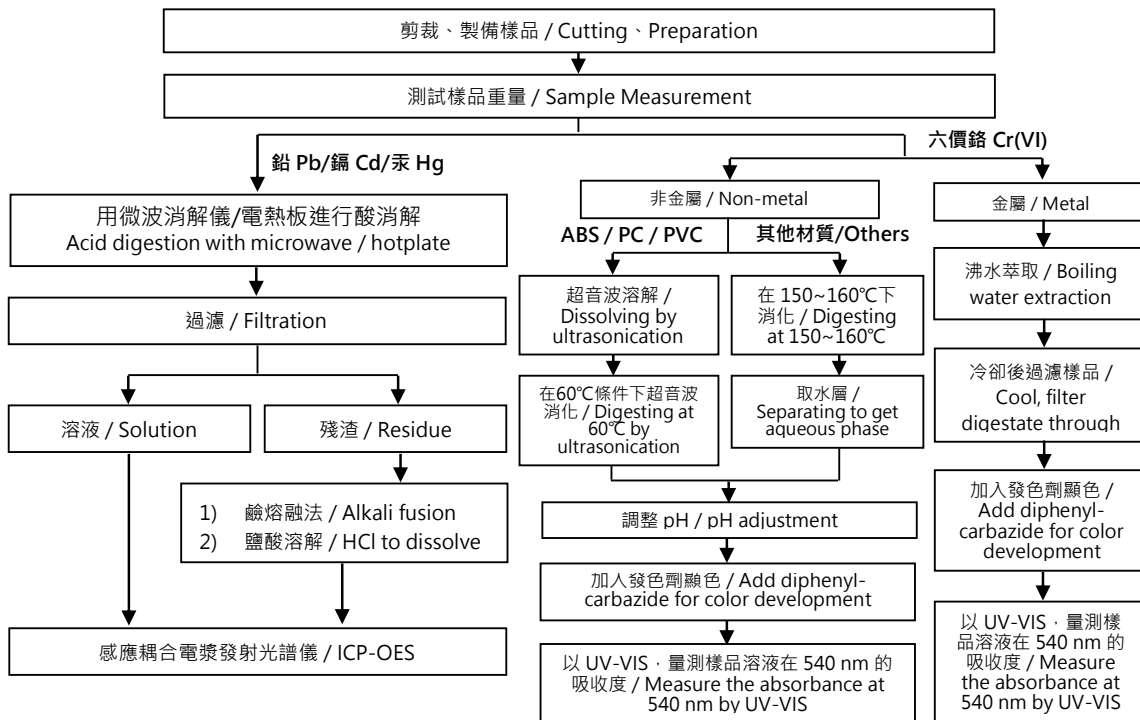 剪裁、製備樣品 / Cutting、Preparation
測試樣品重量 / Sample Measurement
鉛 Pb/鎘 Cd/汞 Hg
六價鉻 Cr(VI)
用微波消解儀/電熱板進行酸消解
Acid digestion with microwave / hotplate
過濾 / Filtration
溶液 / Solution
殘渣 / Residue
1) 鹼熔融法 / Alkali fusion
2) 鹽酸溶解 / HCl to dissolve
感應耦合電漿發射光譜儀 / ICP-OES
非金屬 / Non-metal
ABS / PC / PVC
其他材質/Others
超音波溶解 /
Dissolving by
ultrasonication
在60℃條件下超音波
消化 / Digesting at
60℃ by
ultrasonication
在 150~160℃下
消化 / Digesting
at 150~160℃
取水層 /
Separating to get
aqueous phase
調整 pH / pH adjustment
加入發色劑顯色 / Add diphenyl-
carbazide for color development
以 UV-VIS，量測樣品溶液在 540 nm 的
吸收度 / Measure the absorbance at
540 nm by UV-VIS
金屬 / Metal
沸水萃取 / Boiling
water extraction
冷卻後過濾樣品 /
Cool, filter
digestate through
加入發色劑顯色 /
Add diphenyl-
carbazide for color
development
以 UV-VIS，量測樣
品溶液在 540 nm 的
吸收度 / Measure
the absorbance at
540 nm by UV-VIS